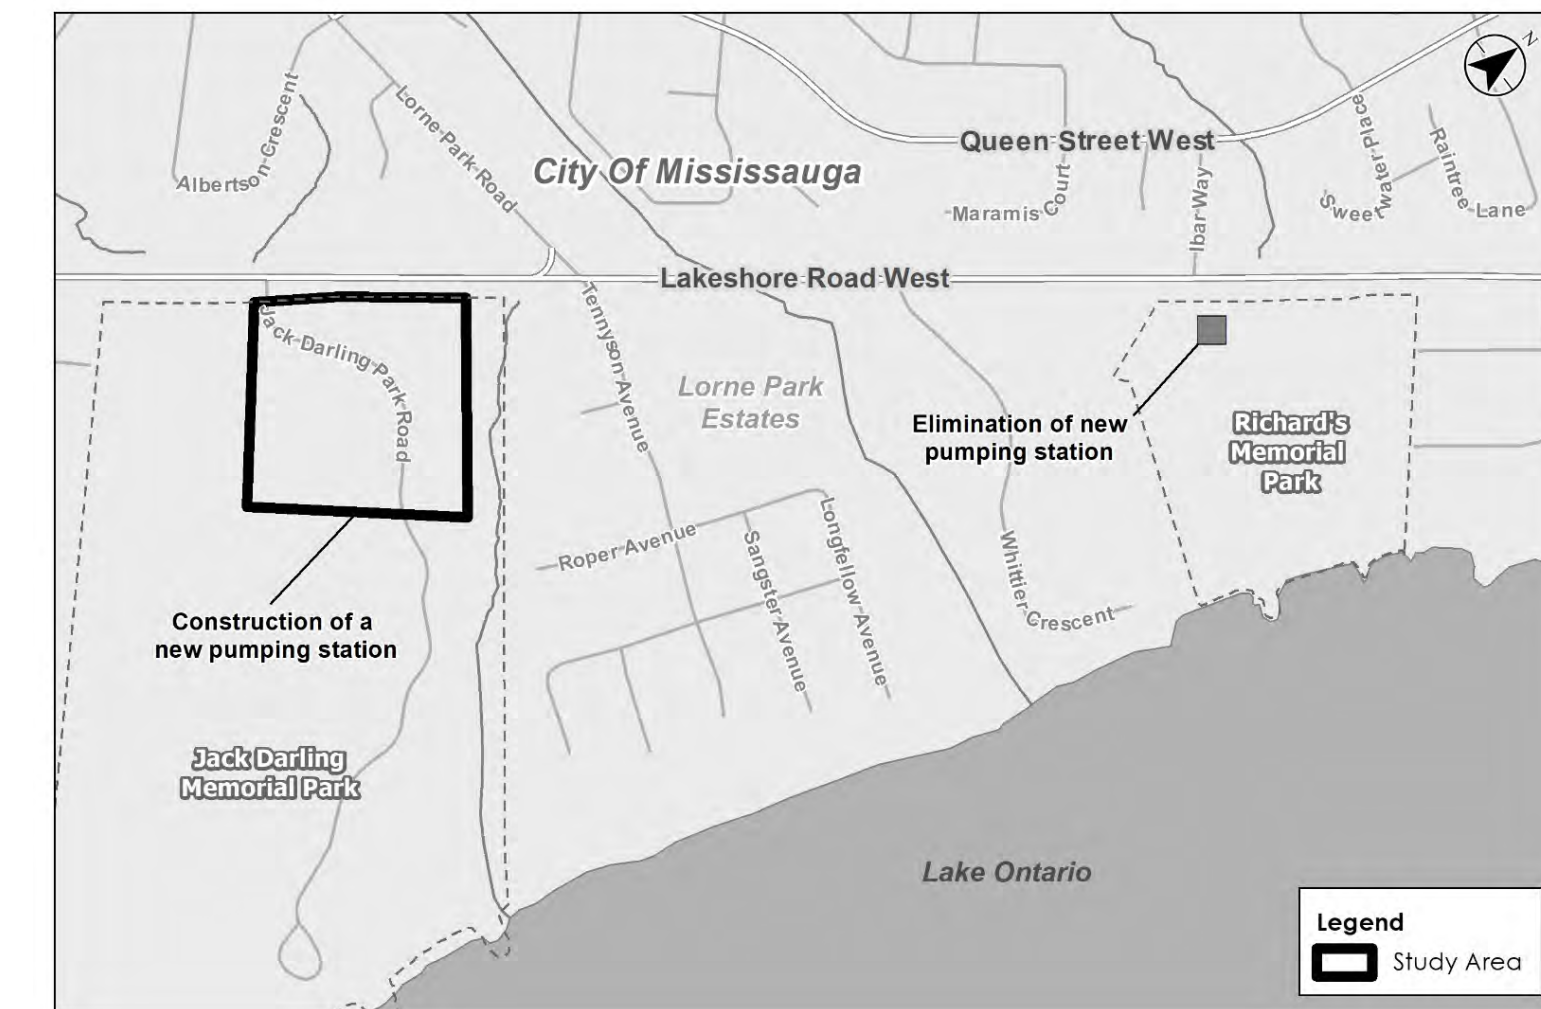 N
Albertson Crescent
Lorne Park Road
City Of Mississauga
Queen Street West
Maramis Court
Ibar Way
Sweetwater Place
Raintree Lane
Lakeshore Road West
Jack Darling Park Road
Tennyson Avenue
Lorne Park
Estates
Elimination of new
pumping station
Richard's
Memorial
Park
Roper Avenue
Sangster Avenue
Longfellow Avenue
Whittier Crescent
Construction of a
new pumping station
Jack Darling
Memorial Park
Lake Ontario
Legend
Study Area